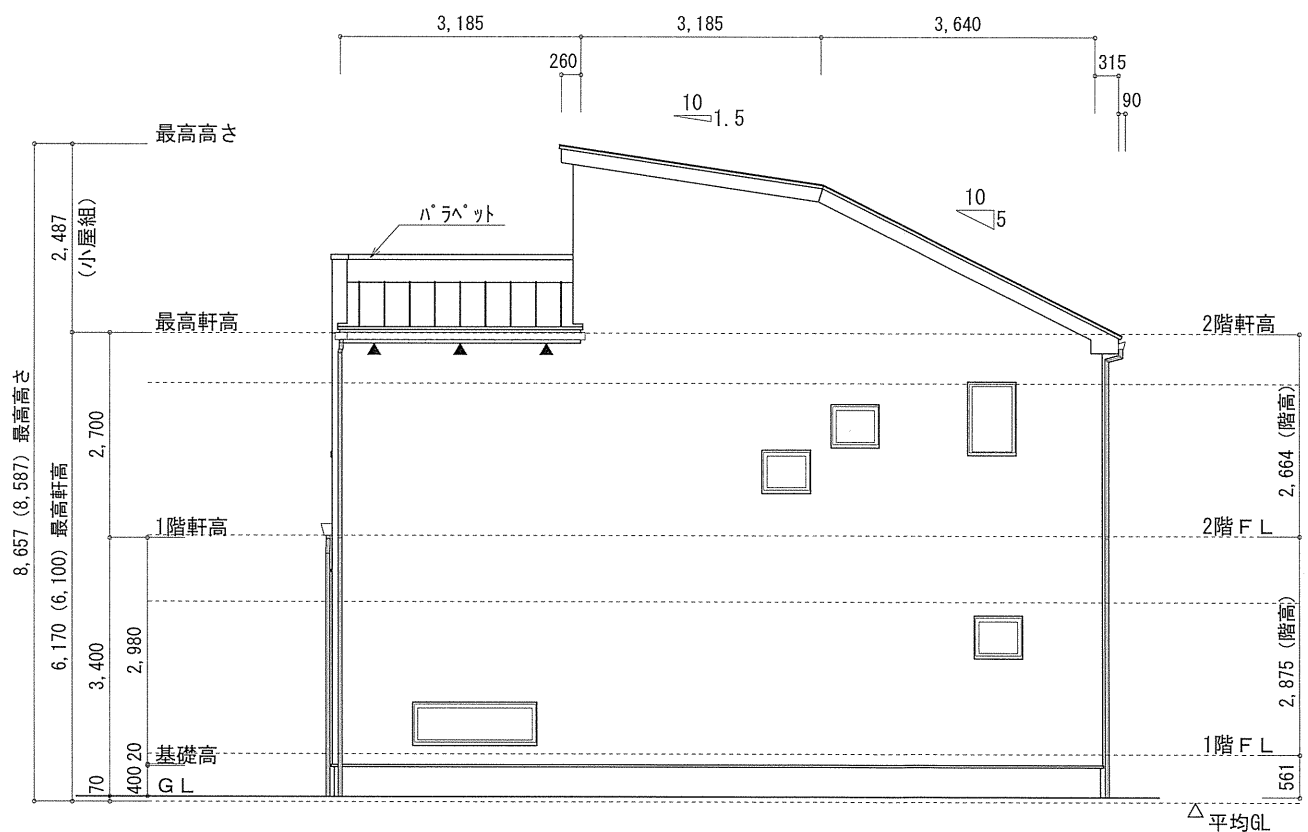 3,185
3,185
3,640
260
315
90
10
1.5
最高高さ
10
5
2,487
(小屋組)
パラペット
最高軒高
2階軒高
8,657 (8,587) 最高高さ
6,170 (6,100) 最高軒高
2,700
2,664 (階高)
1階軒高
2階FL
3,400
2,980
2,875 (階高)
20
基礎高
1階FL
70
400
GL
561
平均GL